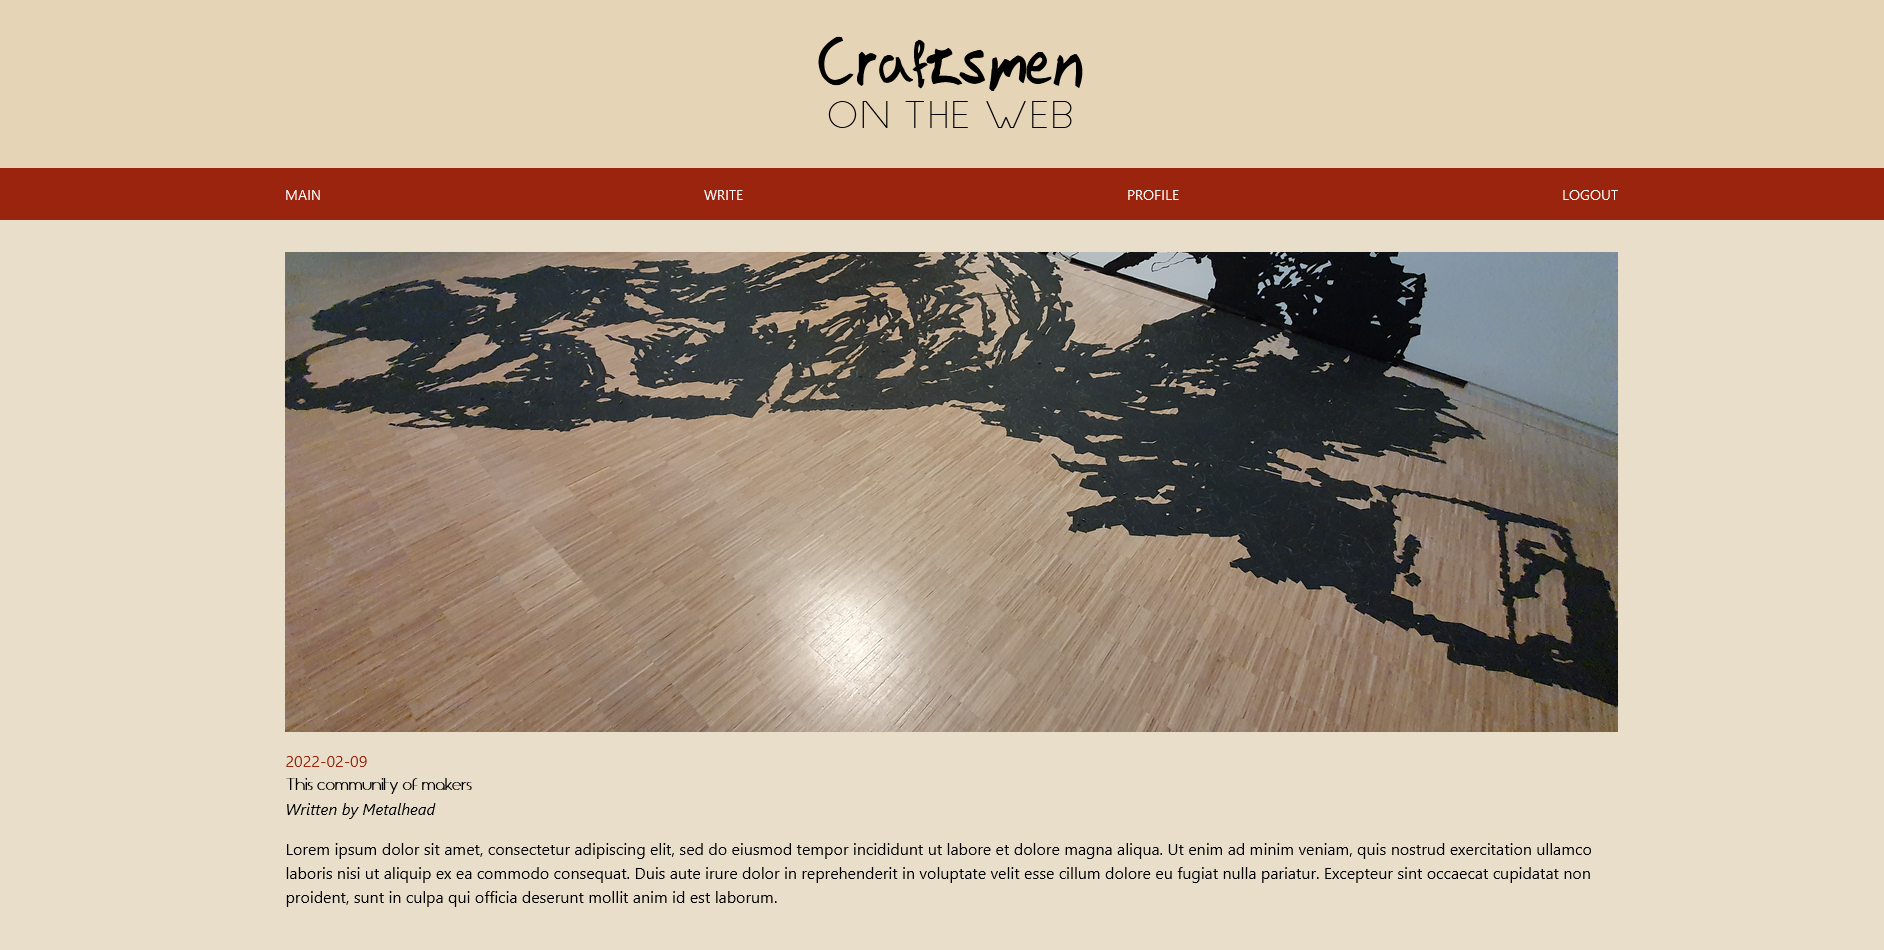 Craftsmen
ON THE WEB
MAIN WRITE PROFILE LOGOUT
2022-02-09
This community of makers
Written by Metalhead
Lorem ipsum dolor sit amet, consectetur adipiscing elit, sed do eiusmod tempor incididunt ut labore et dolore magna aliqua. Ut enim ad minim veniam, quis nostrud exercitation ullamco
laboris nisi ut aliquip ex ea commodo consequat. Duis aute irure dolor in reprehenderit in voluptate velit esse cillum dolore eu fugiat nulla pariatur. Excepteur sint occaecat cupidatat non
proident, sunt in culpa qui officia deserunt mollit anim id est laborum.